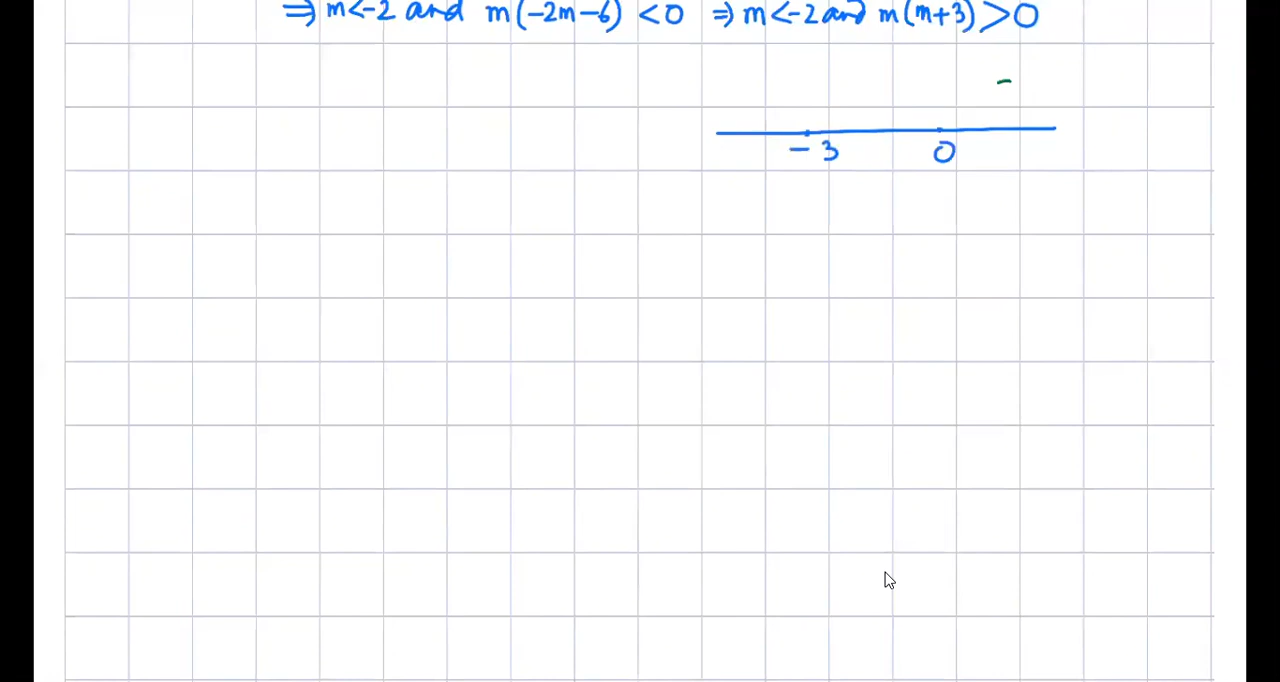 ⇒ m<-2 and m(-2m-6) <0 ⇒ m<-2 and m(m+3)>0
-
-3 0